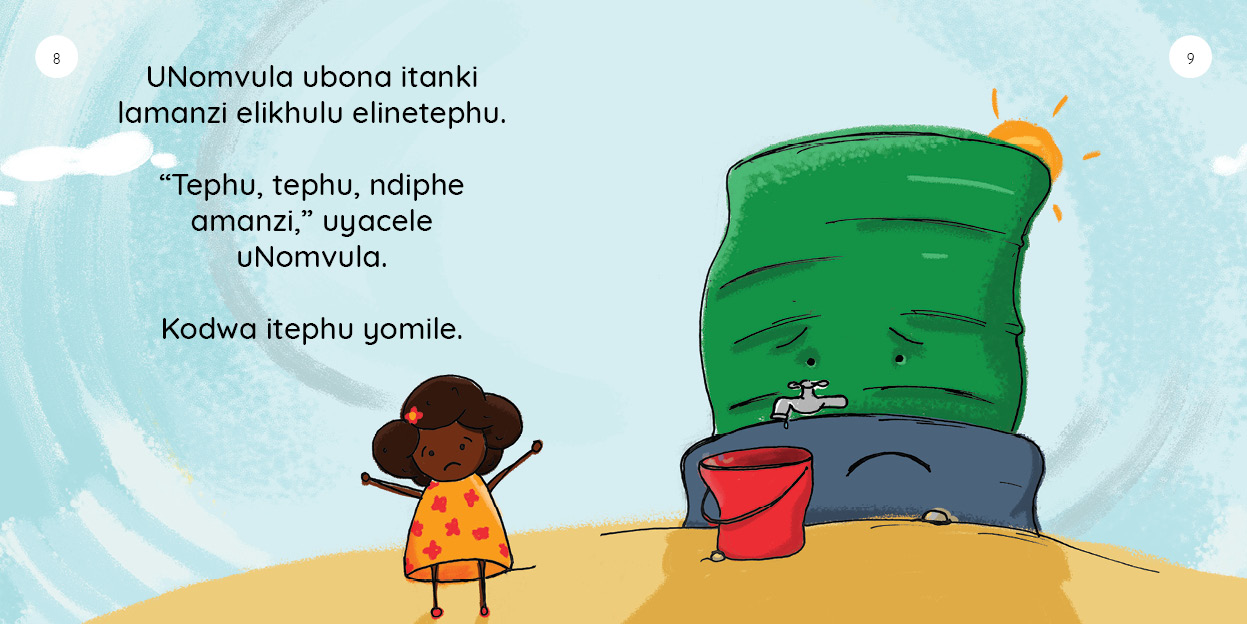 8
UNomvula ubona itanki
lamanzi elikhulu elinetephu.
“Tephu, tephu, ndiphe
amanzi,” uyacele
uNomvula.
Kodwa itephu yomile.
9